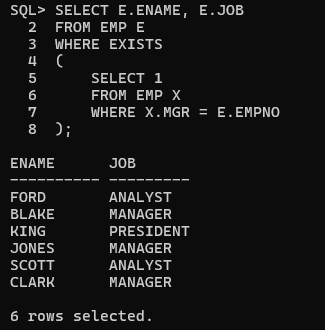 SQL> SELECT E.ENAME, E.JOB
  2  FROM EMP E
  3  WHERE EXISTS
  4  (
  5      SELECT 1
  6      FROM EMP X
  7      WHERE X.MGR = E.EMPNO
  8  );

ENAME      JOB
---------- ---------
FORD       ANALYST
BLAKE      MANAGER
KING       PRESIDENT
JONES      MANAGER
SCOTT      ANALYST
CLARK      MANAGER

6 rows selected.